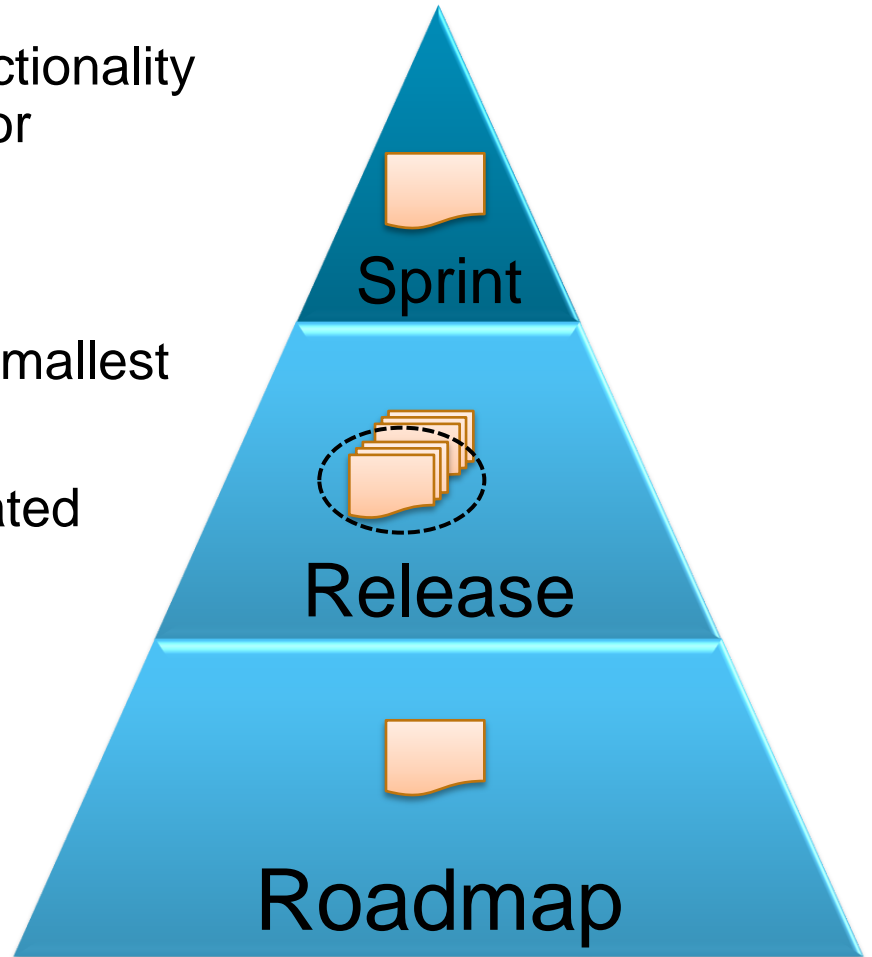 ctionality
or
Sprint
mallest
ated
Release
Roadmap